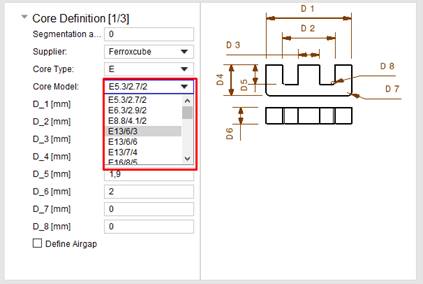 Core Definition [1/3]
Segmentation a... 0
Supplier: Ferroxcube
Core Type: E
Core Model: E5.3/2.7/2
D_1 [mm] E5.3/2.7/2
D_2 [mm] E6.3/2.9/2
E8.8/4.1/2
D_3 [mm] E13/6/3
E13/6/6
D_4 [mm] E13/7/4
E16/8/5
D_5 [mm] 1,9
D_6 [mm] 2
D_7 [mm] 0
D_8 [mm] 0
Define Airgap
D 1
D 2
D 3
D 4
D 5
D 8
D 7
D 6